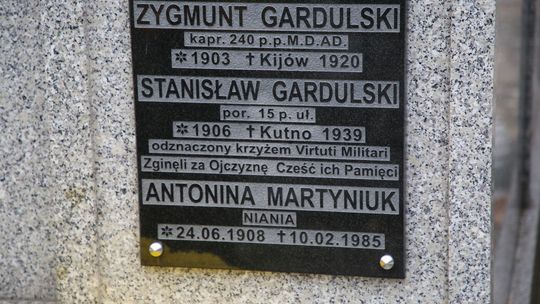 ZYGMUNT GARDULSKI
kapr. 240 p.p.M.D.AD.
✲1903 †Kijów 1920
STANISŁAW GARDULSKI
por. 15 p. uł.
✲1906 †Kutno 1939
odznaczony krzyżem Virtuti Militari
Zginęli za Ojczyznę Cześć ich Pamięci
ANTONINA MARTYNIUK
NIANIA
✲24.06.1908 †10.02.1985